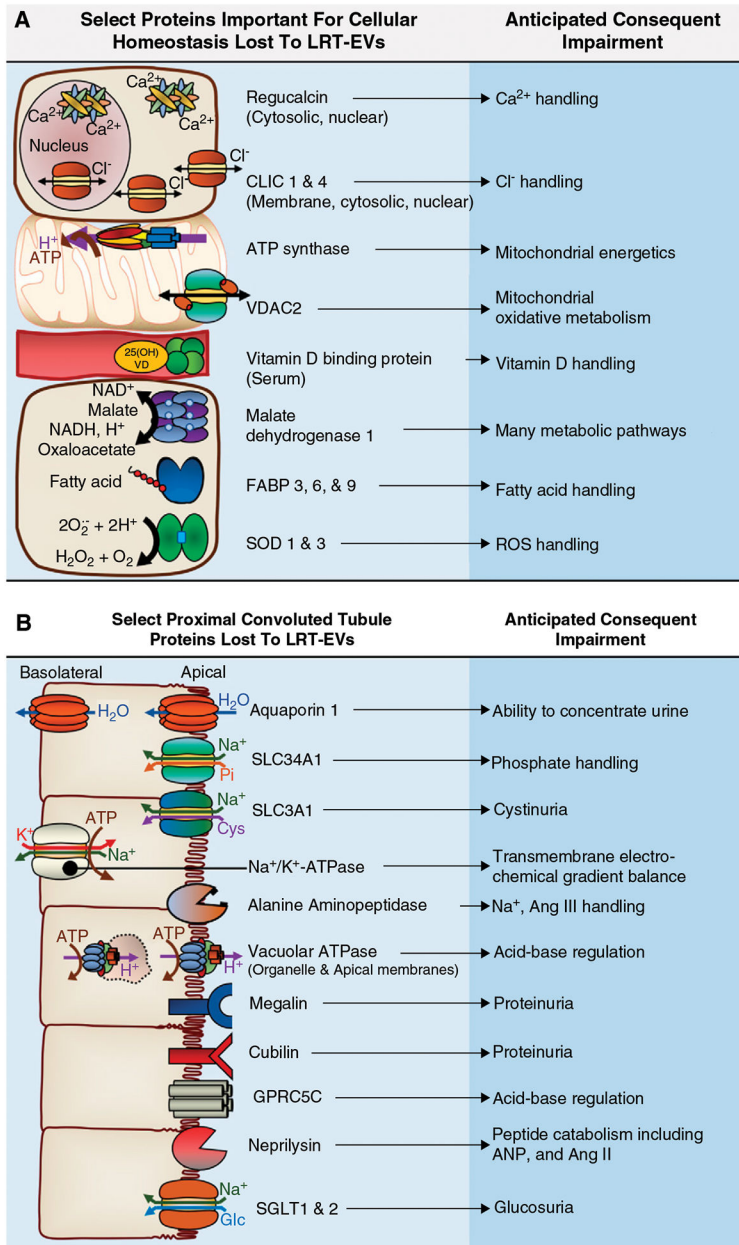 A
Select Proteins Important For Cellular
Homeostasis Lost To LRT-EVs
Anticipated Consequent
Impairment
Ca²⁺
Ca²⁺
Ca²⁺
Ca²⁺
Nucleus
Cl⁻
Cl⁻
Cl⁻
Regucalcin
(Cytosolic, nuclear)
Ca²⁺ handling
CLIC 1 & 4
(Membrane, cytosolic, nuclear)
Cl⁻ handling
H⁺
ATP
ATP synthase
Mitochondrial energetics
VDAC2
Mitochondrial
oxidative metabolism
25(OH)
VD
Vitamin D binding protein
(Serum)
Vitamin D handling
NAD⁺
Malate
NADH, H⁺
Oxaloacetate
Malate
dehydrogenase 1
Many metabolic pathways
Fatty acid
FABP 3, 6, & 9
Fatty acid handling
2O₂·̄ + 2H⁺
H₂O₂ + O₂
SOD 1 & 3
ROS handling
B
Select Proximal Convoluted Tubule
Proteins Lost To LRT-EVs
Anticipated Consequent
Impairment
Basolateral
Apical
H₂O
H₂O
Aquaporin 1
Ability to concentrate urine
Na⁺
Pi
SLC34A1
Phosphate handling
Na⁺
Cys
SLC3A1
Cystinuria
K⁺
ATP
Na⁺
Na⁺/K⁺-ATPase
Transmembrane electro-
chemical gradient balance
Alanine Aminopeptidase
Na⁺, Ang III handling
ATP
H⁺
ATP
H⁺
Vacuolar ATPase
(Organelle & Apical membranes)
Acid-base regulation
Megalin
Proteinuria
Cubilin
Proteinuria
GPRC5C
Acid-base regulation
Neprilysin
Peptide catabolism including
ANP, and Ang II
Na⁺
Glc
SGLT1 & 2
Glucosuria